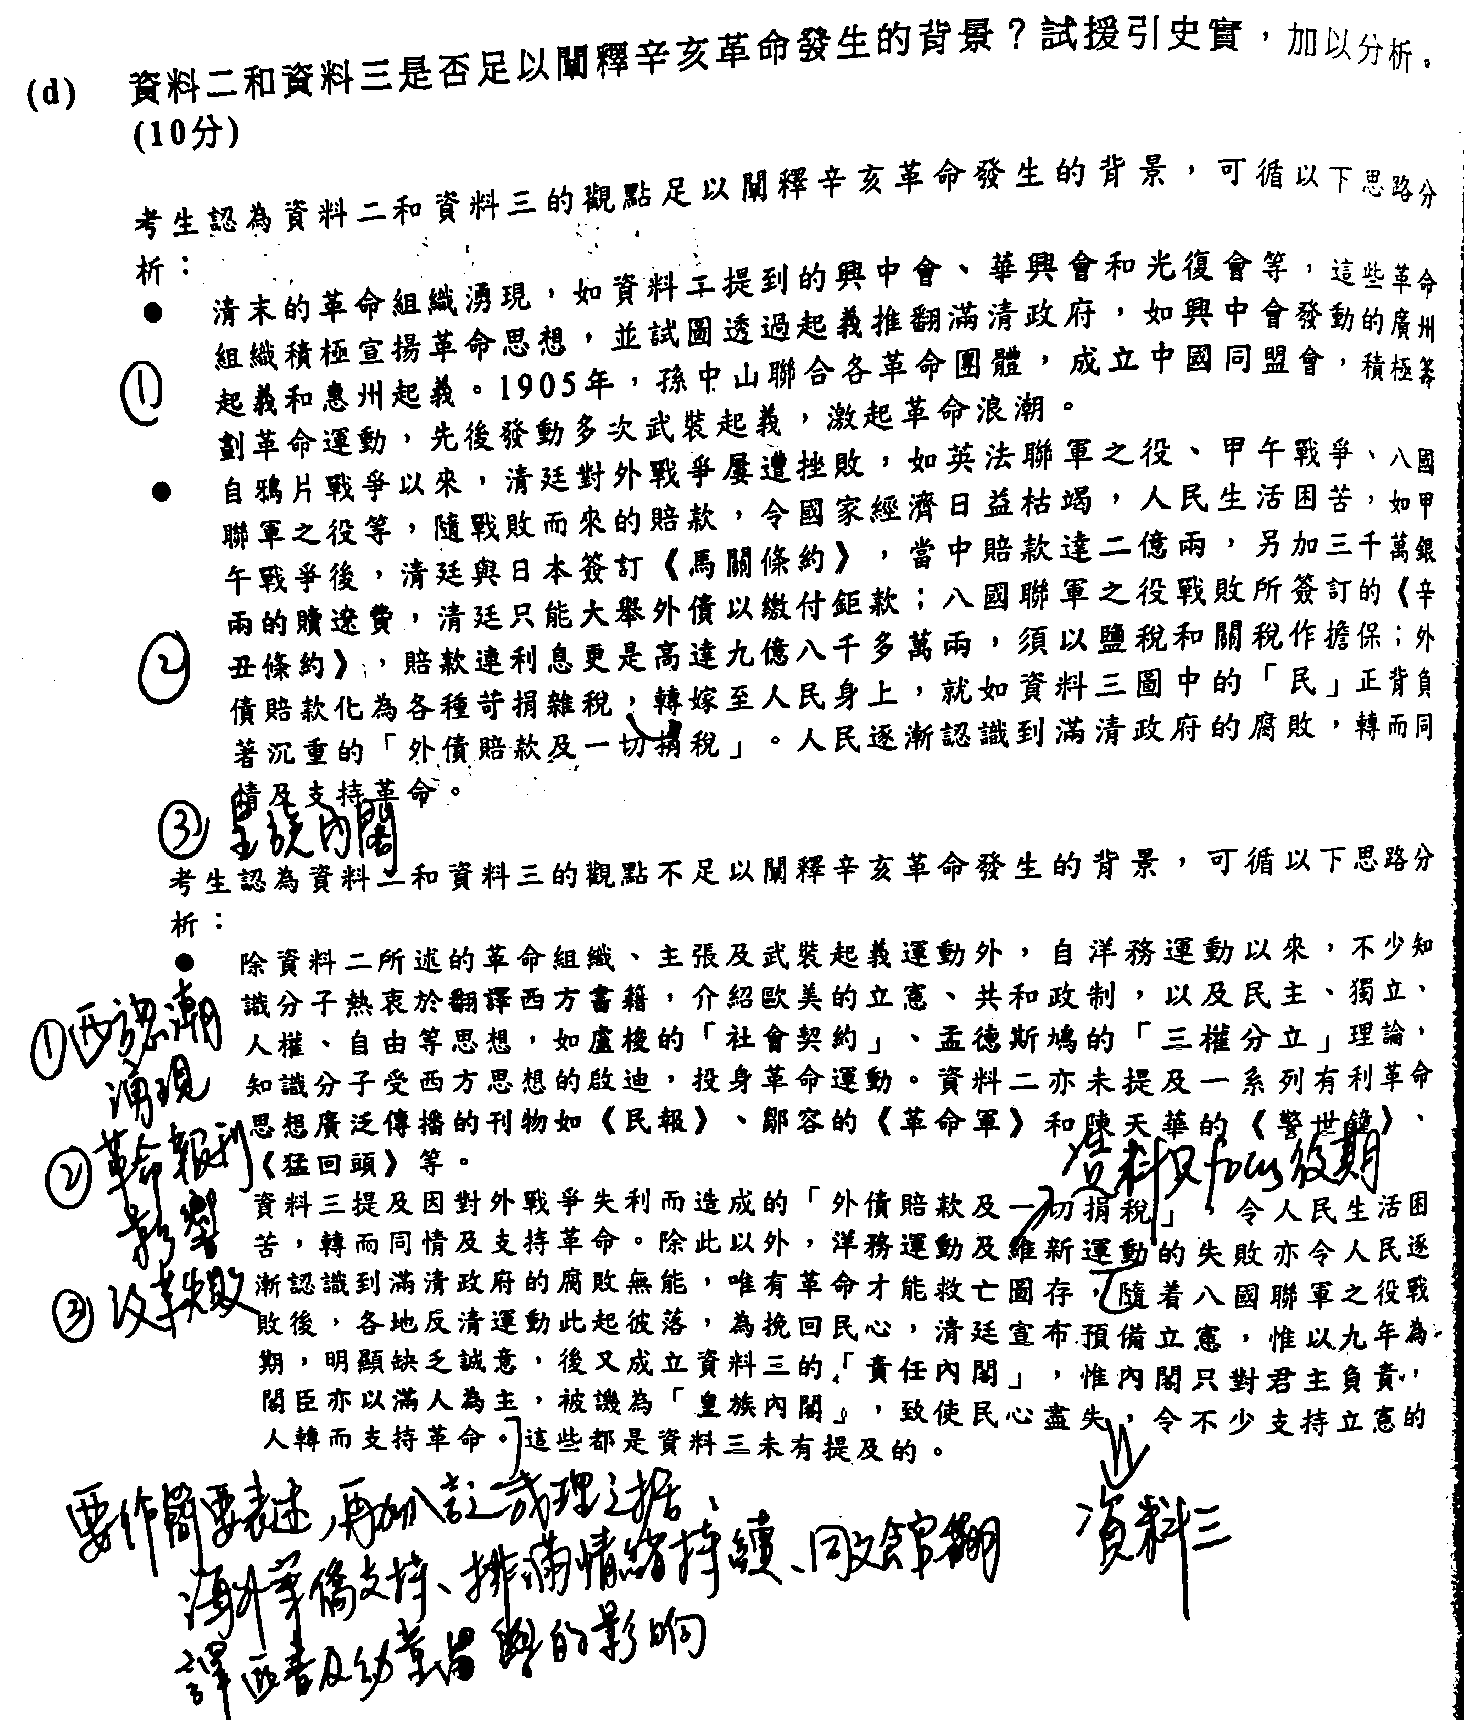 (d) 資料二和資料三是否足以闡釋辛亥革命發生的背景？試援引史實，加以分析。
(10分)
考生認為資料二和資料三的觀點足以闡釋辛亥革命發生的背景，可循以下思路分
析：
● 清末的革命組織湧現，如資料二提到的興中會、華興會和光復會等，這些革命
組織積極宣揚革命思想，並試圖透過起義推翻滿清政府，如興中會發動的廣州
① 起義和惠州起義。1905年，孫中山聯合各革命團體，成立中國同盟會，積極籌
劃革命運動，先後發動多次武裝起義，激起革命浪潮。
● 自鴉片戰爭以來，清廷對外戰爭屢遭挫敗，如英法聯軍之役、甲午戰爭、八國
聯軍之役等，隨戰敗而來的賠款，令國家經濟日益枯竭，人民生活困苦，如甲
午戰爭後，清廷與日本簽訂《馬關條約》，當中賠款達二億兩，另加三千萬銀
兩的贖遼費，清廷只能大舉外債以繳付鉅款；八國聯軍之役戰敗所簽訂的《辛
② 丑條約》，賠款連利息更是高達九億八千多萬兩，須以鹽稅和關稅作擔保；外
債賠款化為各種苛捐雜稅，轉嫁至人民身上，就如資料三圖中的「民」正背負
著沉重的「外債賠款及一切捐稅」。人民逐漸認識到滿清政府的腐敗，轉而同
情及支持革命。
③ 皇族內閣
考生認為資料二和資料三的觀點不足以闡釋辛亥革命發生的背景，可循以下思路分
析：
● 除資料二所述的革命組織、主張及武裝起義運動外，自洋務運動以來，不少知
識分子熱衷於翻譯西方書籍，介紹歐美的立憲、共和政制，以及民主、獨立、
①西方思潮
人權、自由等思想，如盧梭的「社會契約」、孟德斯鳩的「三權分立」理論，
湧現
知識分子受西方思想的啟迪，投身革命運動。資料二亦未提及一系列有利革命
思想廣泛傳播的刊物如《民報》、鄒容的《革命軍》和陳天華的《警世鐘》、
②革命報刊
《猛回頭》等。
資料只focus後期
影響
資料三提及因對外戰爭失利而造成的「外債賠款及一切捐稅」，令人民生活困
苦，轉而同情及支持革命。除此以外，洋務運動及維新運動的失敗亦令人民逐
③改革失敗
漸認識到滿清政府的腐敗無能，唯有革命才能救亡圖存，隨着八國聯軍之役戰
敗後，各地反清運動此起彼落，為挽回民心，清廷宣布預備立憲，惟以九年為
期，明顯缺乏誠意，後又成立資料三的「責任內閣」，惟內閣只對君主負責，
閣臣亦以滿人為主，被譏為「皇族內閣」，致使民心盡失，令不少支持立憲的
人轉而支持革命。這些都是資料三未有提及的。
資料三
要作簡要表述，再加言之成理之據、
海外華僑支持、排滿情緒持續、同文館翻
譯西書及幼童留學的影响